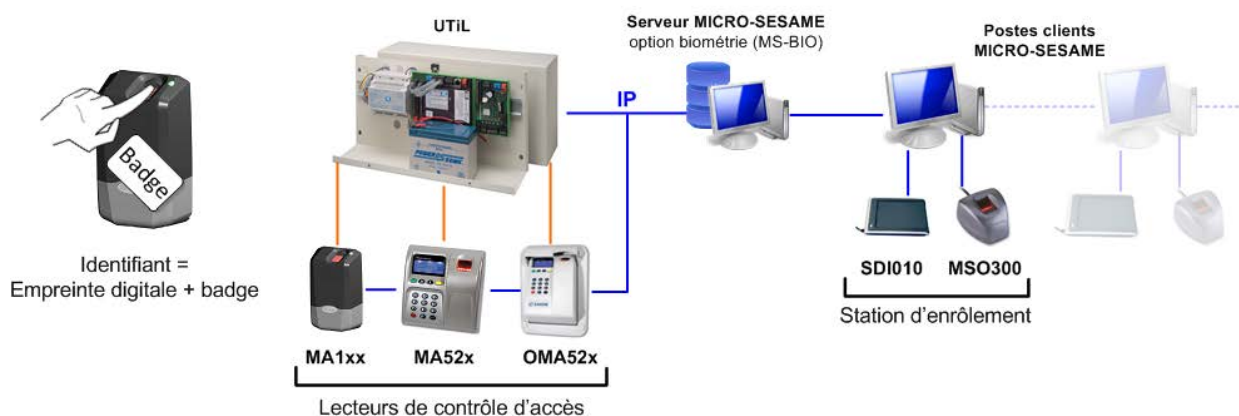 UTiL
Serveur MICRO-SESAME
option biométrie (MS-BIO)
Postes clients
MICRO-SESAME
IP
Badge
Identifiant =
Empreinte digitale + badge
MA1xx
MA52x
OMA52x
Lecteurs de contrôle d'accès
SDI010
MSO300
Station d'enrôlement